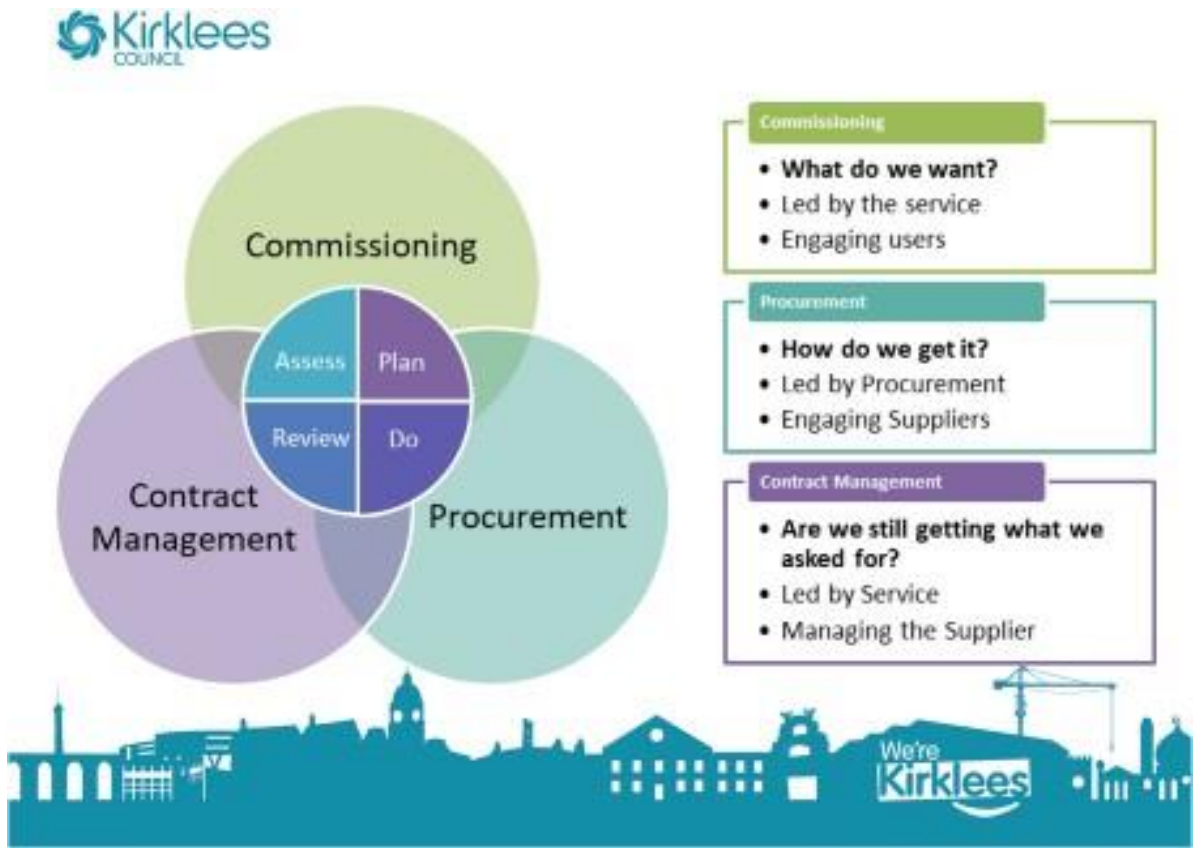 Kirklees
COUNCIL
Commissioning
Assess
Plan
Review
Do
Contract
Management
Procurement
Commissioning
• What do we want?
• Led by the service
• Engaging users
Procurement
• How do we get it?
• Led by Procurement
• Engaging Suppliers
Contract Management
• Are we still getting what we
asked for?
• Led by Service
• Managing the Supplier
We're
Kirklees